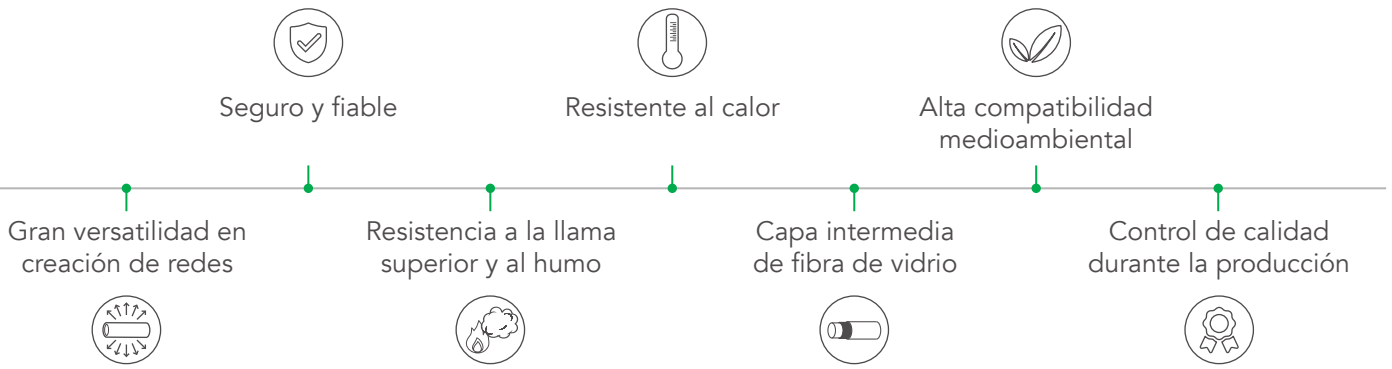 Seguro y fiable
Resistente al calor
Alta compatibilidad
medioambiental
Gran versatilidad en
creación de redes
Resistencia a la llama
superior y al humo
Capa intermedia
de fibra de vidrio
Control de calidad
durante la producción